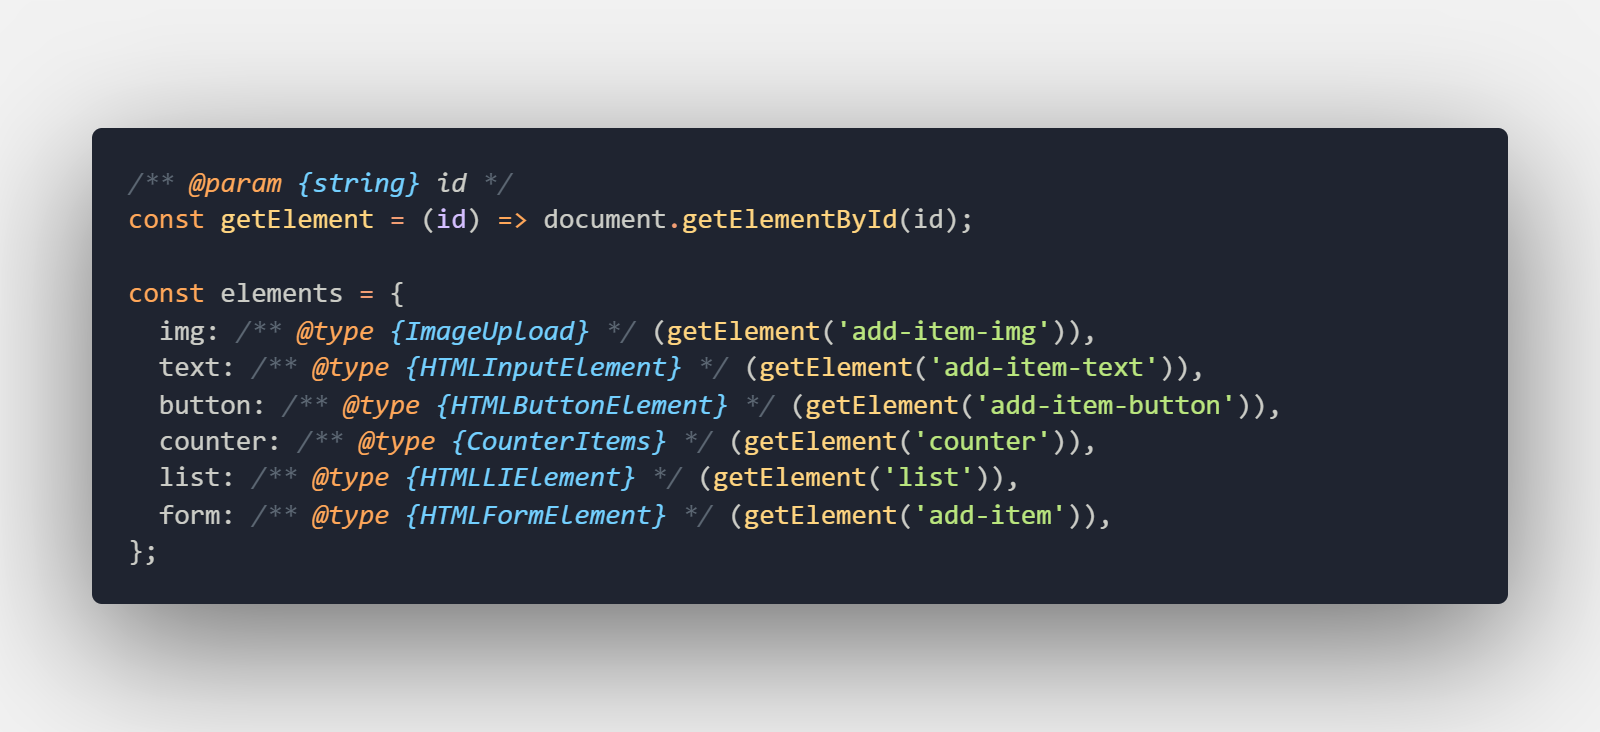 /** @param {string} id */
const getElement = (id) => document.getElementById(id);

const elements = {
  img: /** @type {ImageUpload} */ (getElement('add-item-img')),
  text: /** @type {HTMLInputElement} */ (getElement('add-item-text')),
  button: /** @type {HTMLButtonElement} */ (getElement('add-item-button')),
  counter: /** @type {CounterItems} */ (getElement('counter')),
  list: /** @type {HTMLLIElement} */ (getElement('list')),
  form: /** @type {HTMLFormElement} */ (getElement('add-item')),
};